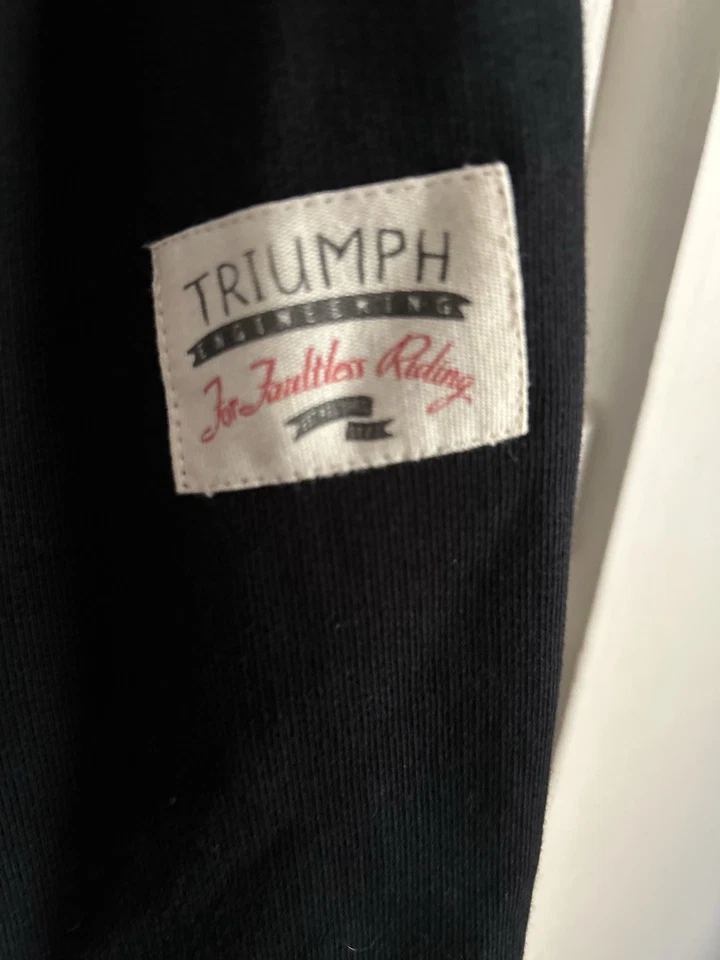 TRIUMPH
ENGINEERING
For Faultless Riding